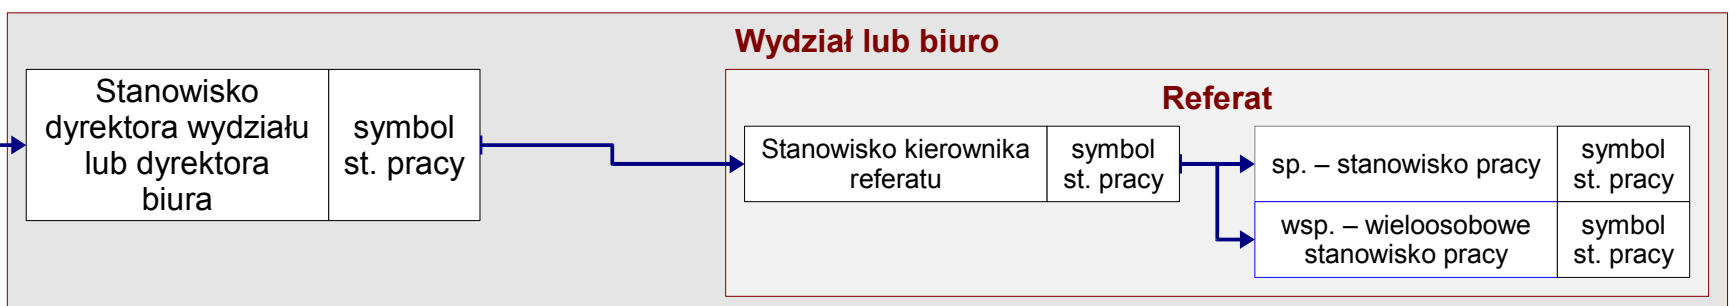 Wydział lub biuro
Stanowisko
dyrektora wydziału
lub dyrektora
biura
symbol
st. pracy
Referat
Stanowisko kierownika
referatu
symbol
st. pracy
sp. – stanowisko pracy
symbol
st. pracy
wsp. – wieloosobowe
stanowisko pracy
symbol
st. pracy